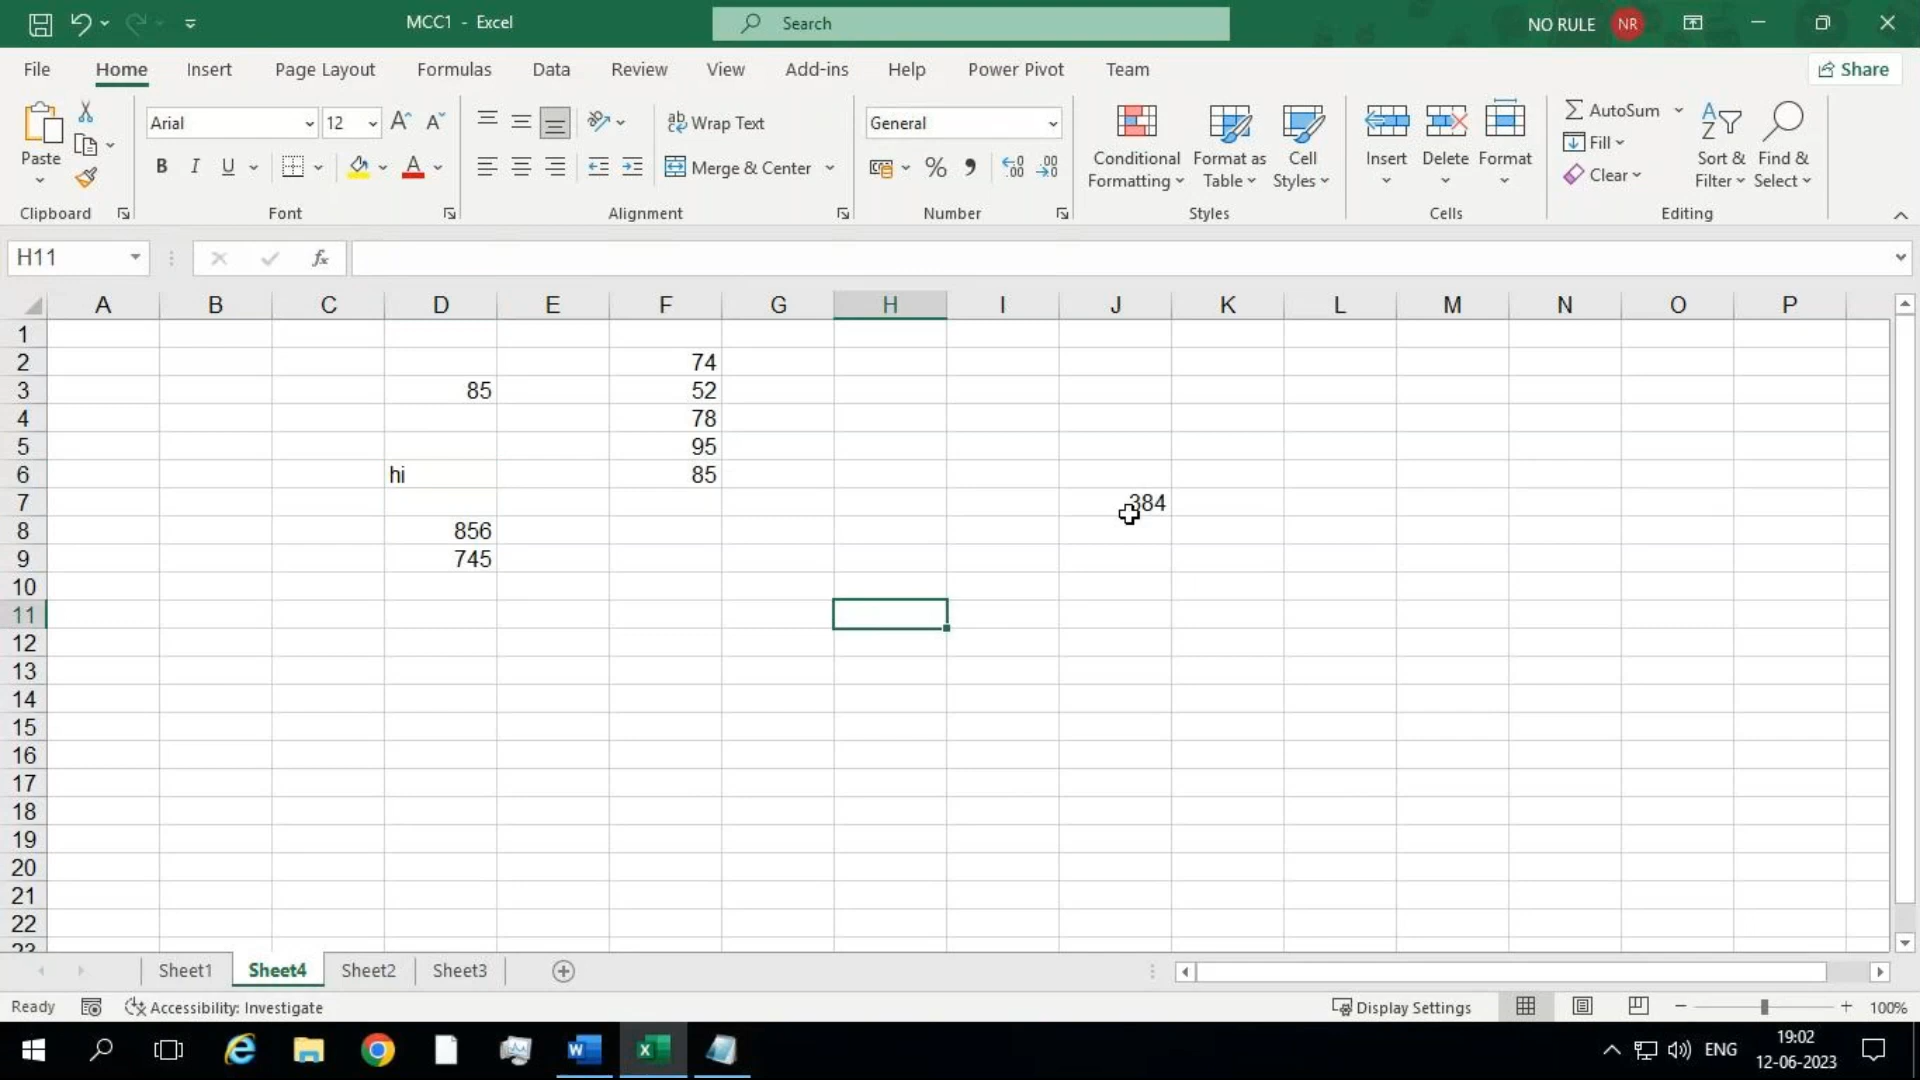 MCC1 - Excel
Search
NO RULE
NR
File Home Insert Page Layout Formulas Data Review View Add-ins Help Power Pivot Team
Share
Paste
Clipboard
Arial 12
B I U A
Font
Wrap Text
Merge & Center
Alignment
General
%
Number
Conditional Formatting
Format as Table
Cell Styles
Styles
Insert
Delete
Format
Cells
AutoSum
Fill
Clear
Sort & Filter
Find & Select
Editing
H11
fx
A B C D E F G H I J K L M N O P
1
2 74
3 85 52
4 78
5 95
6 hi 85
7 384
8 856
9 745
10
11
12
13
14
15
16
17
18
19
20
21
22
23
Sheet1 Sheet4 Sheet2 Sheet3
Ready
Accessibility: Investigate
Display Settings
100%
ENG
19:02
12-06-2023